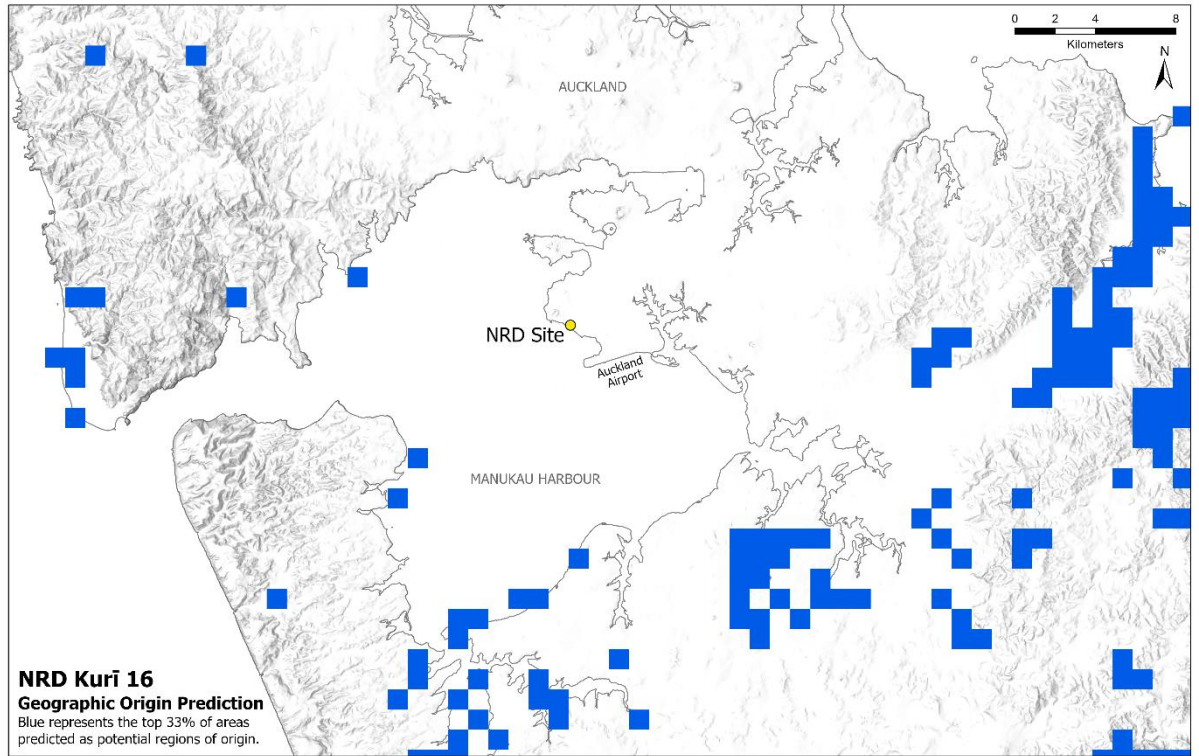 0 2 4 8
Kilometers
N
AUCKLAND
NRD Site
Auckland
Airport
MANUKAU HARBOUR
NRD Kurī 16
Geographic Origin Prediction
Blue represents the top 33% of areas
predicted as potential regions of origin.